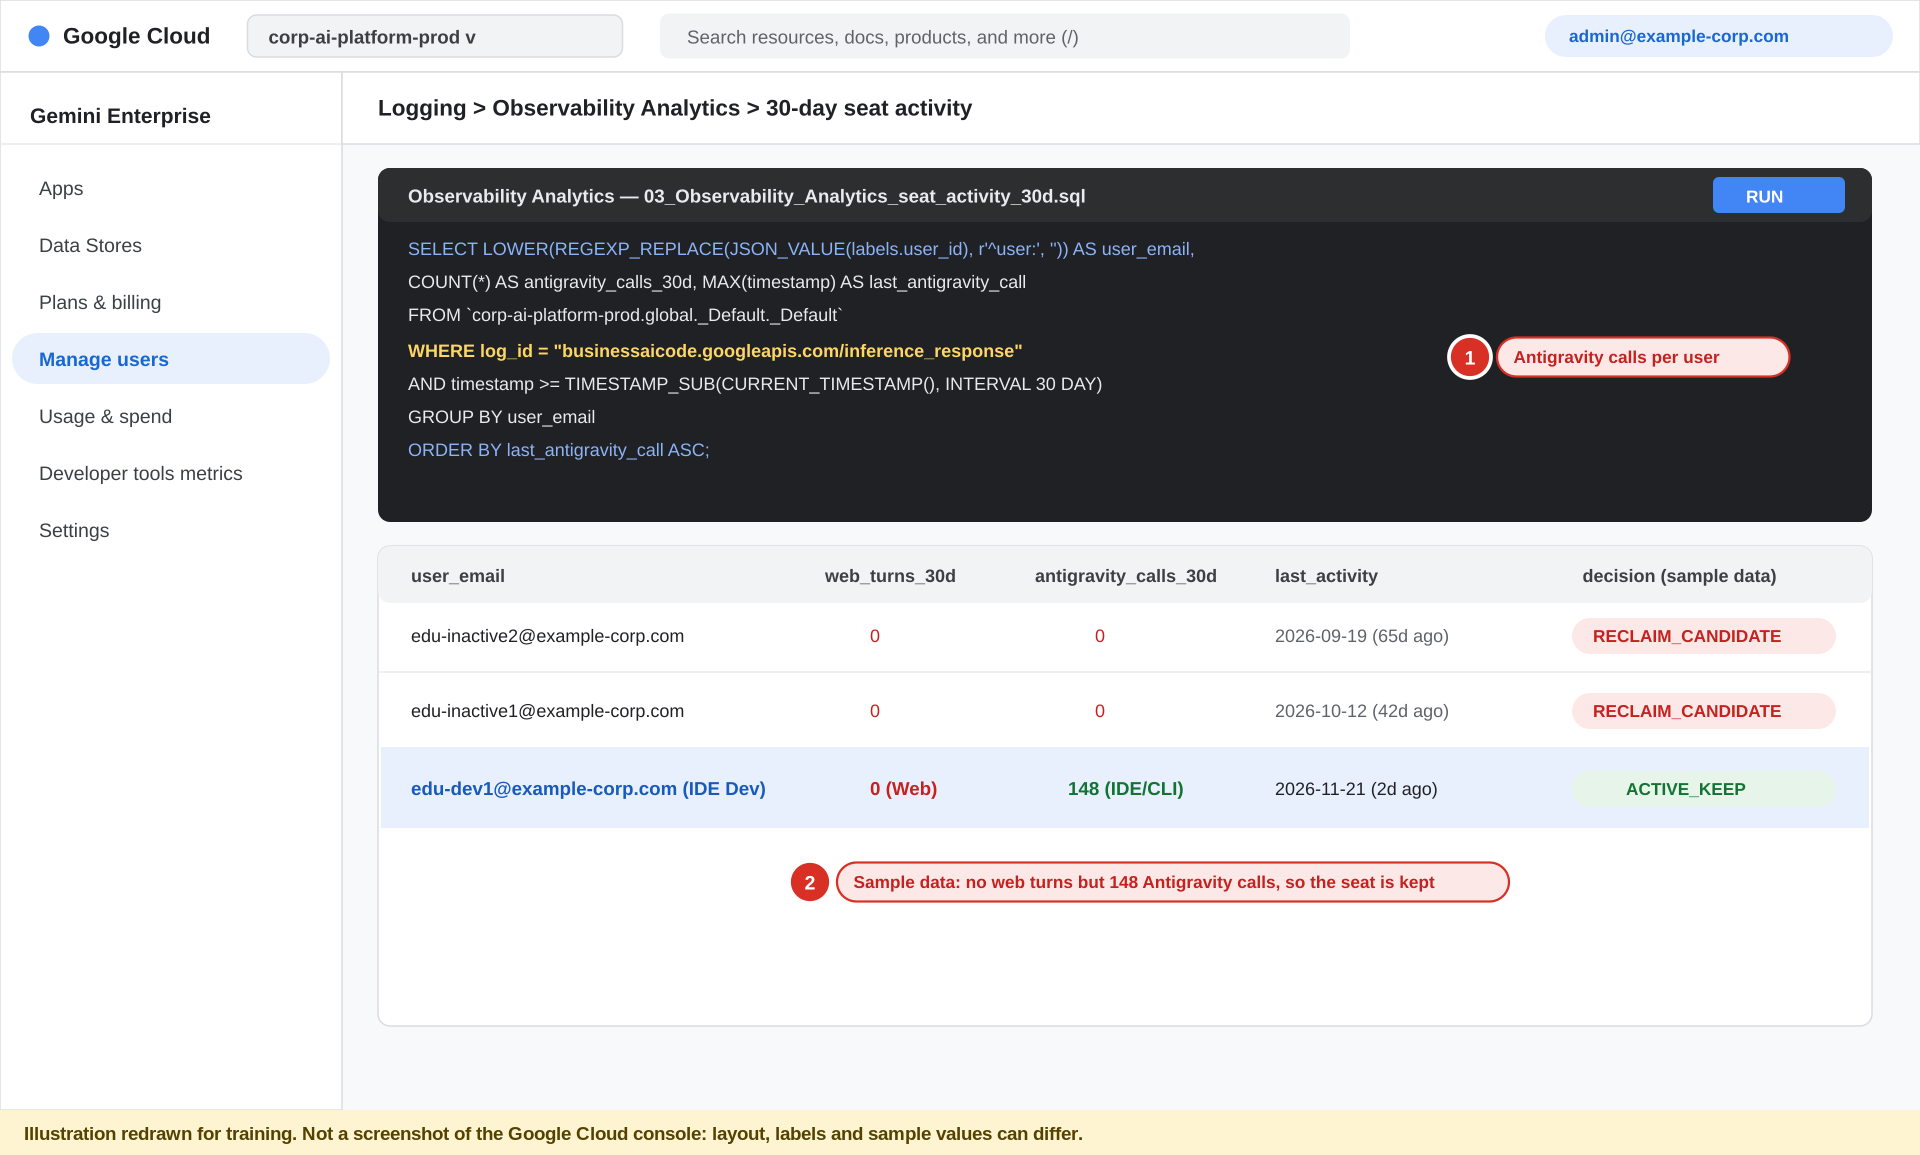 Google Cloud
corp-ai-platform-prod v
Search resources, docs, products, and more (/)
admin@example-corp.com
Gemini Enterprise
Logging > Observability Analytics > 30-day seat activity
Apps
Data Stores
Plans & billing
Manage users
Usage & spend
Developer tools metrics
Settings
Observability Analytics — 03_Observability_Analytics_seat_activity_30d.sql
RUN
SELECT LOWER(REGEXP_REPLACE(JSON_VALUE(labels.user_id), r'^user:', '')) AS user_email,
COUNT(*) AS antigravity_calls_30d, MAX(timestamp) AS last_antigravity_call
FROM `corp-ai-platform-prod.global._Default._Default`
WHERE log_id = "businessaicode.googleapis.com/inference_response"
AND timestamp >= TIMESTAMP_SUB(CURRENT_TIMESTAMP(), INTERVAL 30 DAY)
GROUP BY user_email
ORDER BY last_antigravity_call ASC;
1 Antigravity calls per user
user_email web_turns_30d antigravity_calls_30d last_activity decision (sample data)
edu-inactive2@example-corp.com 0 0 2026-09-19 (65d ago) RECLAIM_CANDIDATE
edu-inactive1@example-corp.com 0 0 2026-10-12 (42d ago) RECLAIM_CANDIDATE
edu-dev1@example-corp.com (IDE Dev) 0 (Web) 148 (IDE/CLI) 2026-11-21 (2d ago) ACTIVE_KEEP
2 Sample data: no web turns but 148 Antigravity calls, so the seat is kept
Illustration redrawn for training. Not a screenshot of the Google Cloud console: layout, labels and sample values can differ.